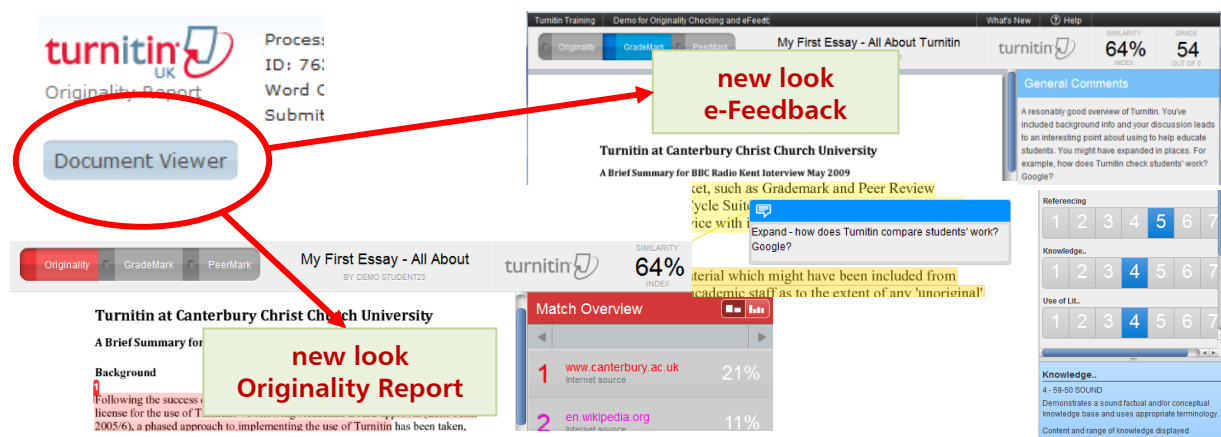 turnitin
UK
Originality Report
Document Viewer
Process
ID: 76
Word C
Submit
Turnitin Training
Demo for Originality Checking and eFeedb
What's New
? Help
Originality
GradeMark
PeerMark
My First Essay - All About Turnitin
turnitin
SIMILARITY
64%
INDEX
GRADE
54
OUT OF 0
new look
e-Feedback
General Comments
A resonably good overview of Turnitin. You've
included background info and your discussion leads
to an interesting point about using to help educate
students. You might have expanded in places. For
example, how does Turnitin check students' work?
Google?
Turnitin at Canterbury Christ Church University
A Brief Summary for BBC Radio Kent Interview May 2009
ket, such as Grademark and Peer Review
ycle Suite
vice with i
Expand - how does Turnitin compare students' work?
Google?
aterial which might have been included from
academic staff as to the extent of any 'unoriginal'
Referencing
1 2 3 4 5 6 7
Knowledge..
1 2 3 4 5 6 7
Use of Lit..
1 2 3 4 5 6 7
Knowledge..
4 - 59-50 SOUND
Demonstrates a sound factual and/or conceptual
knowledge base and uses appropriate terminology.
Content and range of knowledge displayed
Originality
GradeMark
PeerMark
My First Essay - All About
BY DEMO STUDENT23
turnitin
SIMILARITY
64%
INDEX
Turnitin at Canterbury Christ Church University
A Brief Summary for
Background
1
Following the success
license for the use of
2005/6), a phased approach to implementing the use of Turnitin has been taken,
new look
Originality Report
Match Overview
1 www.canterbury.ac.uk 21%
Internet source
2 en.wikipedia.org 11%
Internet source